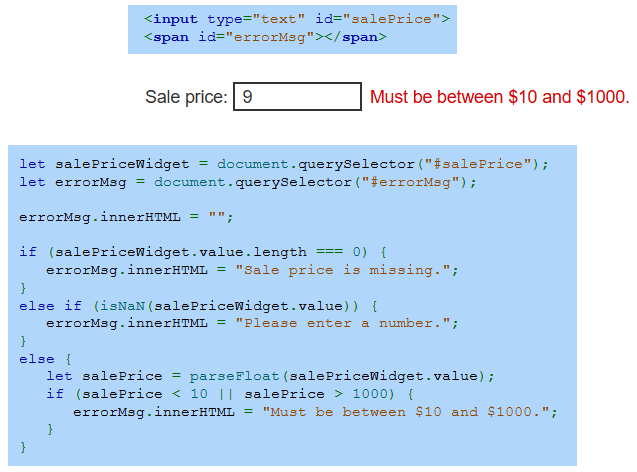 <input type="text" id="salePrice">
<span id="errorMsg"></span>
Sale price: 9 Must be between $10 and $1000.
let salePriceWidget = document.querySelector("#salePrice");
let errorMsg = document.querySelector("#errorMsg");
errorMsg.innerHTML = "";
if (salePriceWidget.value.length === 0) {
errorMsg.innerHTML = "Sale price is missing.";
}
else if (isNaN(salePriceWidget.value)) {
errorMsg.innerHTML = "Please enter a number.";
}
else {
let salePrice = parseFloat(salePriceWidget.value);
if (salePrice < 10 || salePrice > 1000) {
errorMsg.innerHTML = "Must be between $10 and $1000.";
}
}